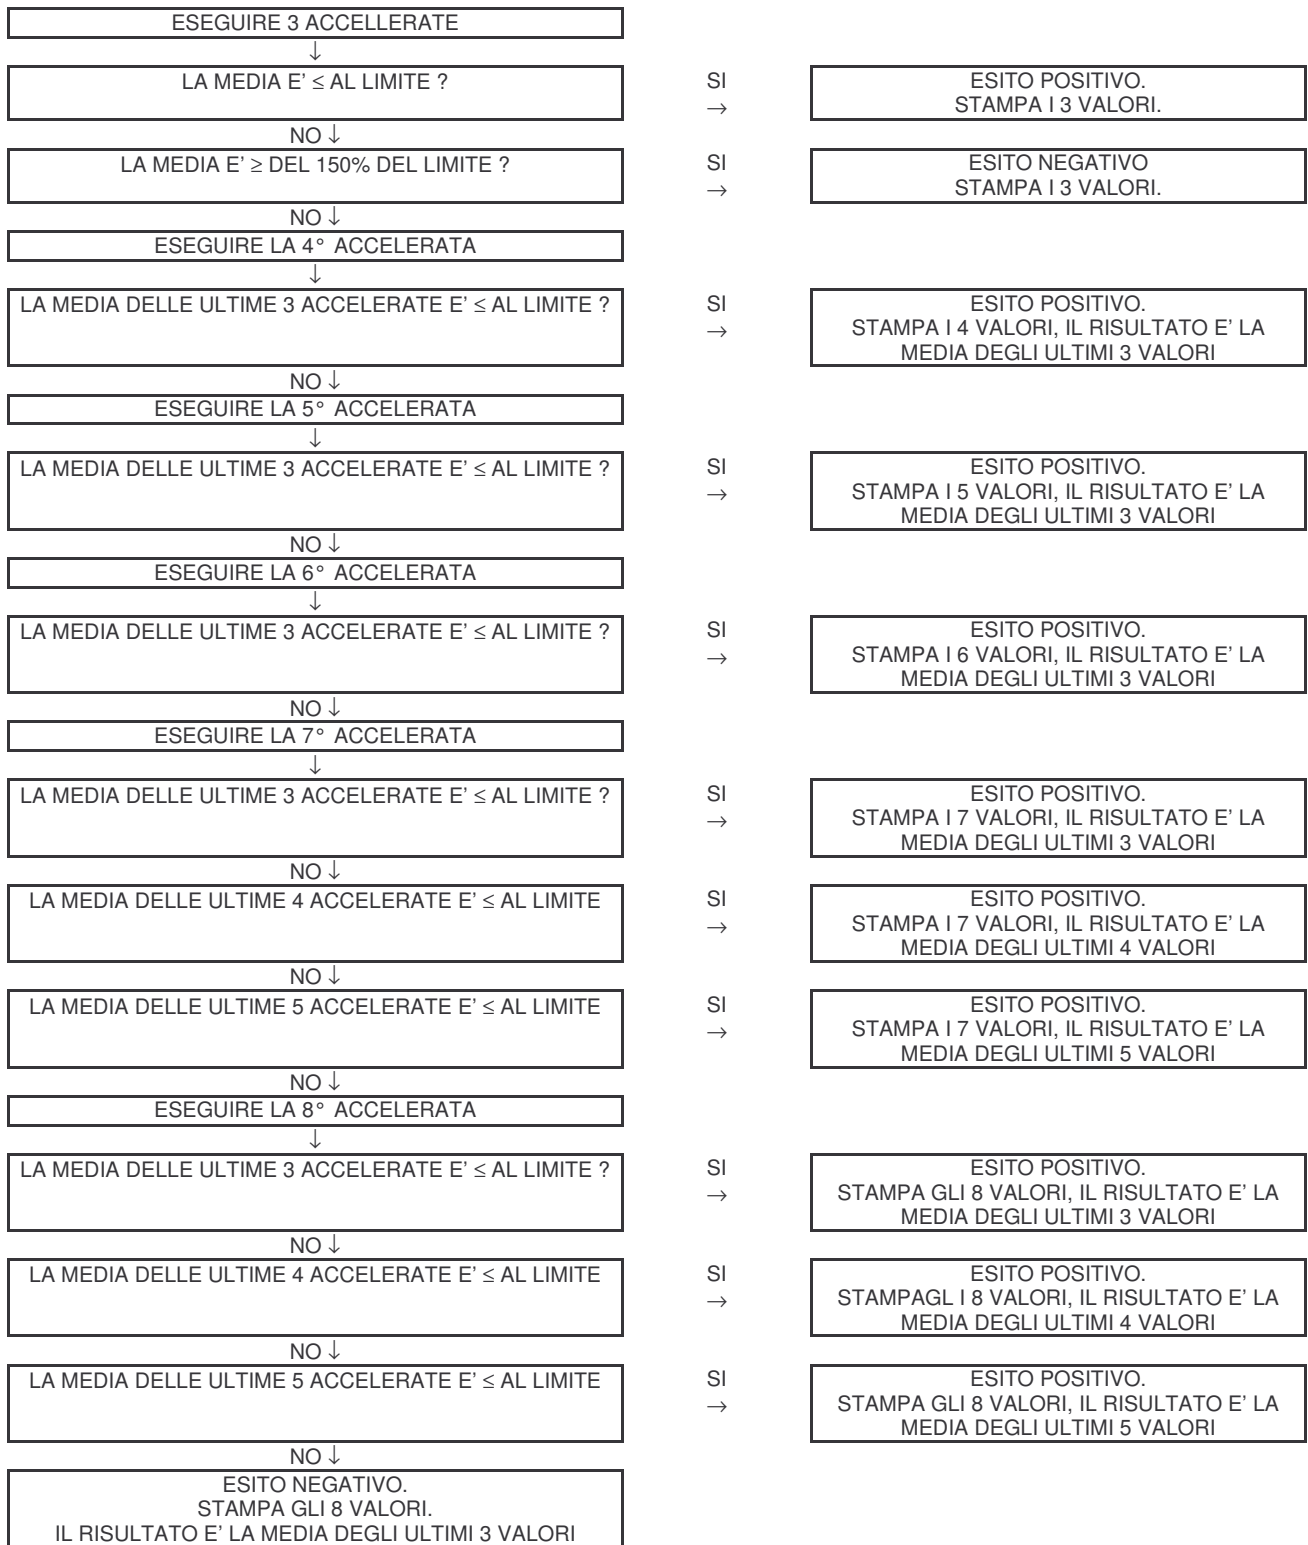 ESEGUIRE 3 ACCELLERATE
↓
LA MEDIA E' ≤ AL LIMITE ?
SI
→
ESITO POSITIVO.
STAMPA I 3 VALORI.
NO ↓
LA MEDIA E' ≥ DEL 150% DEL LIMITE ?
SI
→
ESITO NEGATIVO
STAMPA I 3 VALORI.
NO ↓
ESEGUIRE LA 4° ACCELERATA
↓
LA MEDIA DELLE ULTIME 3 ACCELERATE E' ≤ AL LIMITE ?
SI
→
ESITO POSITIVO.
STAMPA I 4 VALORI, IL RISULTATO E' LA
MEDIA DEGLI ULTIMI 3 VALORI
NO ↓
ESEGUIRE LA 5° ACCELERATA
↓
LA MEDIA DELLE ULTIME 3 ACCELERATE E' ≤ AL LIMITE ?
SI
→
ESITO POSITIVO.
STAMPA I 5 VALORI, IL RISULTATO E' LA
MEDIA DEGLI ULTIMI 3 VALORI
NO ↓
ESEGUIRE LA 6° ACCELERATA
↓
LA MEDIA DELLE ULTIME 3 ACCELERATE E' ≤ AL LIMITE ?
SI
→
ESITO POSITIVO.
STAMPA I 6 VALORI, IL RISULTATO E' LA
MEDIA DEGLI ULTIMI 3 VALORI
NO ↓
ESEGUIRE LA 7° ACCELERATA
↓
LA MEDIA DELLE ULTIME 3 ACCELERATE E' ≤ AL LIMITE ?
SI
→
ESITO POSITIVO.
STAMPA I 7 VALORI, IL RISULTATO E' LA
MEDIA DEGLI ULTIMI 3 VALORI
NO ↓
LA MEDIA DELLE ULTIME 4 ACCELERATE E' ≤ AL LIMITE
SI
→
ESITO POSITIVO.
STAMPA I 7 VALORI, IL RISULTATO E' LA
MEDIA DEGLI ULTIMI 4 VALORI
NO ↓
LA MEDIA DELLE ULTIME 5 ACCELERATE E' ≤ AL LIMITE
SI
→
ESITO POSITIVO.
STAMPA I 7 VALORI, IL RISULTATO E' LA
MEDIA DEGLI ULTIMI 5 VALORI
NO ↓
ESEGUIRE LA 8° ACCELERATA
↓
LA MEDIA DELLE ULTIME 3 ACCELERATE E' ≤ AL LIMITE ?
SI
→
ESITO POSITIVO.
STAMPA GLI 8 VALORI, IL RISULTATO E' LA
MEDIA DEGLI ULTIMI 3 VALORI
NO ↓
LA MEDIA DELLE ULTIME 4 ACCELERATE E' ≤ AL LIMITE
SI
→
ESITO POSITIVO.
STAMPAGL I 8 VALORI, IL RISULTATO E' LA
MEDIA DEGLI ULTIMI 4 VALORI
NO ↓
LA MEDIA DELLE ULTIME 5 ACCELERATE E' ≤ AL LIMITE
SI
→
ESITO POSITIVO.
STAMPA GLI 8 VALORI, IL RISULTATO E' LA
MEDIA DEGLI ULTIMI 5 VALORI
NO ↓
ESITO NEGATIVO.
STAMPA GLI 8 VALORI.
IL RISULTATO E' LA MEDIA DEGLI ULTIMI 3 VALORI